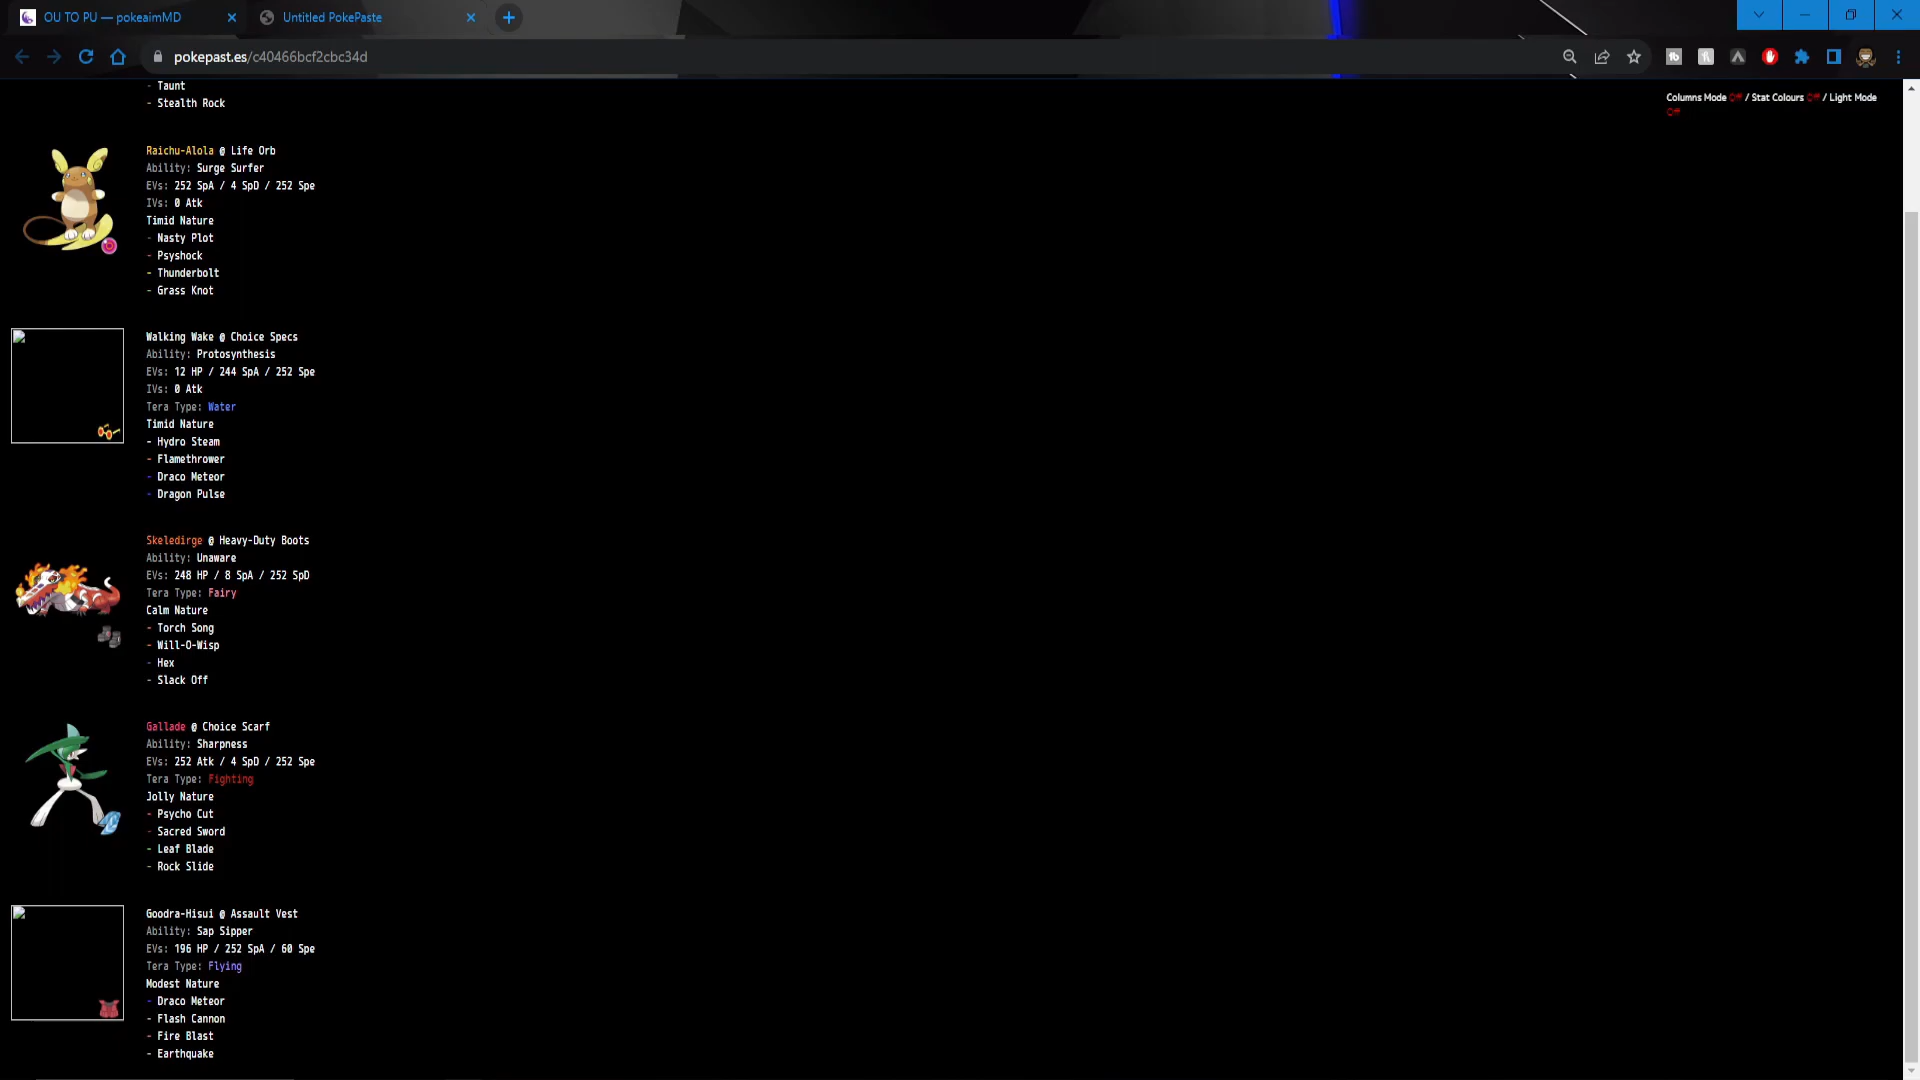 OU TO PU — pokeaimMD
Untitled PokePaste
pokepast.es/c40466bcf2cbc34d
Columns Mode Off / Stat Colours Off / Light Mode
Off
- Taunt
- Stealth Rock
Raichu-Alola @ Life Orb
Ability: Surge Surfer
EVs: 252 SpA / 4 SpD / 252 Spe
IVs: 0 Atk
Timid Nature
- Nasty Plot
- Psyshock
- Thunderbolt
- Grass Knot
Walking Wake @ Choice Specs
Ability: Protosynthesis
EVs: 12 HP / 244 SpA / 252 Spe
IVs: 0 Atk
Tera Type: Water
Timid Nature
- Hydro Steam
- Flamethrower
- Draco Meteor
- Dragon Pulse
Skeledirge @ Heavy-Duty Boots
Ability: Unaware
EVs: 248 HP / 8 SpA / 252 SpD
Tera Type: Fairy
Calm Nature
- Torch Song
- Will-O-Wisp
- Hex
- Slack Off
Gallade @ Choice Scarf
Ability: Sharpness
EVs: 252 Atk / 4 SpD / 252 Spe
Tera Type: Fighting
Jolly Nature
- Psycho Cut
- Sacred Sword
- Leaf Blade
- Rock Slide
Goodra-Hisui @ Assault Vest
Ability: Sap Sipper
EVs: 196 HP / 252 SpA / 60 Spe
Tera Type: Flying
Modest Nature
- Draco Meteor
- Flash Cannon
- Fire Blast
- Earthquake